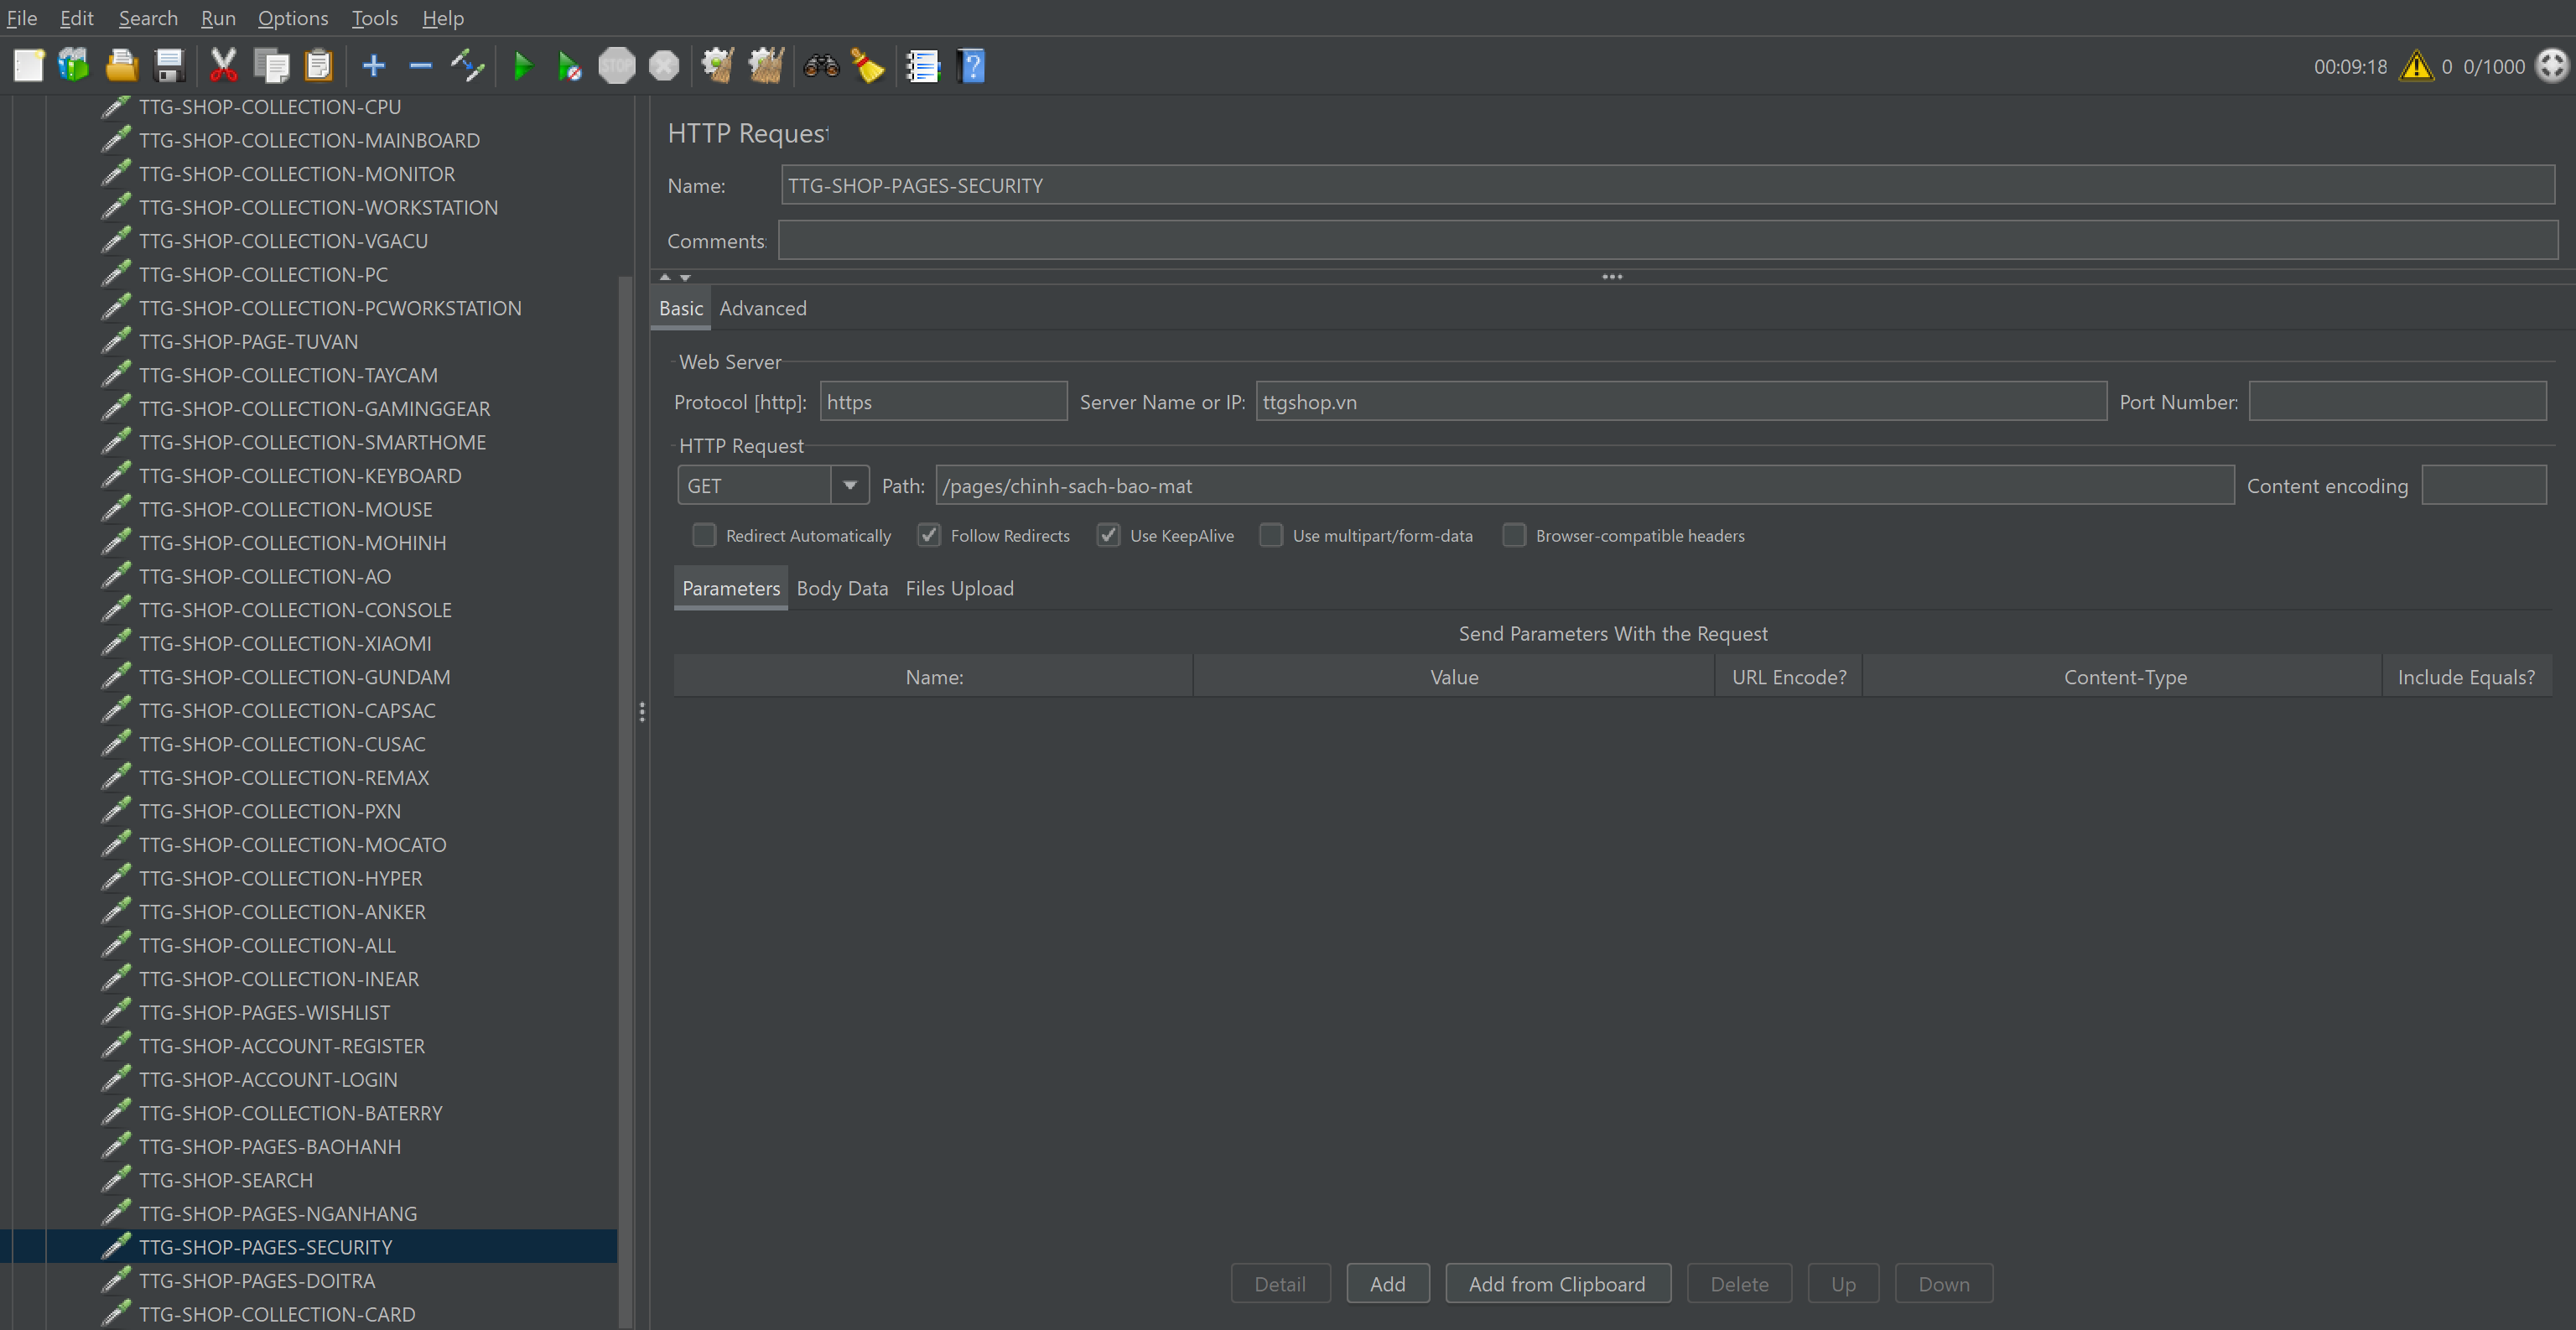 File Edit Search Run Options Tools Help
STOP
00:09:18 0 0/1000
TTG-SHOP-COLLECTION-CPU
TTG-SHOP-COLLECTION-MAINBOARD
TTG-SHOP-COLLECTION-MONITOR
TTG-SHOP-COLLECTION-WORKSTATION
TTG-SHOP-COLLECTION-VGACU
TTG-SHOP-COLLECTION-PC
TTG-SHOP-COLLECTION-PCWORKSTATION
TTG-SHOP-PAGE-TUVAN
TTG-SHOP-COLLECTION-TAYCAM
TTG-SHOP-COLLECTION-GAMINGGEAR
TTG-SHOP-COLLECTION-SMARTHOME
TTG-SHOP-COLLECTION-KEYBOARD
TTG-SHOP-COLLECTION-MOUSE
TTG-SHOP-COLLECTION-MOHINH
TTG-SHOP-COLLECTION-AO
TTG-SHOP-COLLECTION-CONSOLE
TTG-SHOP-COLLECTION-XIAOMI
TTG-SHOP-COLLECTION-GUNDAM
TTG-SHOP-COLLECTION-CAPSAC
TTG-SHOP-COLLECTION-CUSAC
TTG-SHOP-COLLECTION-REMAX
TTG-SHOP-COLLECTION-PXN
TTG-SHOP-COLLECTION-MOCATO
TTG-SHOP-COLLECTION-HYPER
TTG-SHOP-COLLECTION-ANKER
TTG-SHOP-COLLECTION-ALL
TTG-SHOP-COLLECTION-INEAR
TTG-SHOP-PAGES-WISHLIST
TTG-SHOP-ACCOUNT-REGISTER
TTG-SHOP-ACCOUNT-LOGIN
TTG-SHOP-COLLECTION-BATERRY
TTG-SHOP-PAGES-BAOHANH
TTG-SHOP-SEARCH
TTG-SHOP-PAGES-NGANHANG
TTG-SHOP-PAGES-SECURITY
TTG-SHOP-PAGES-DOITRA
TTG-SHOP-COLLECTION-CARD
HTTP Request
Name: TTG-SHOP-PAGES-SECURITY
Comments:
Basic Advanced
Web Server
Protocol [http]: https Server Name or IP: ttgshop.vn Port Number:
HTTP Request
GET Path: /pages/chinh-sach-bao-mat Content encoding
Redirect Automatically Follow Redirects Use KeepAlive Use multipart/form-data Browser-compatible headers
Parameters Body Data Files Upload
Send Parameters With the Request
Name: Value URL Encode? Content-Type Include Equals?
Detail Add Add from Clipboard Delete Up Down